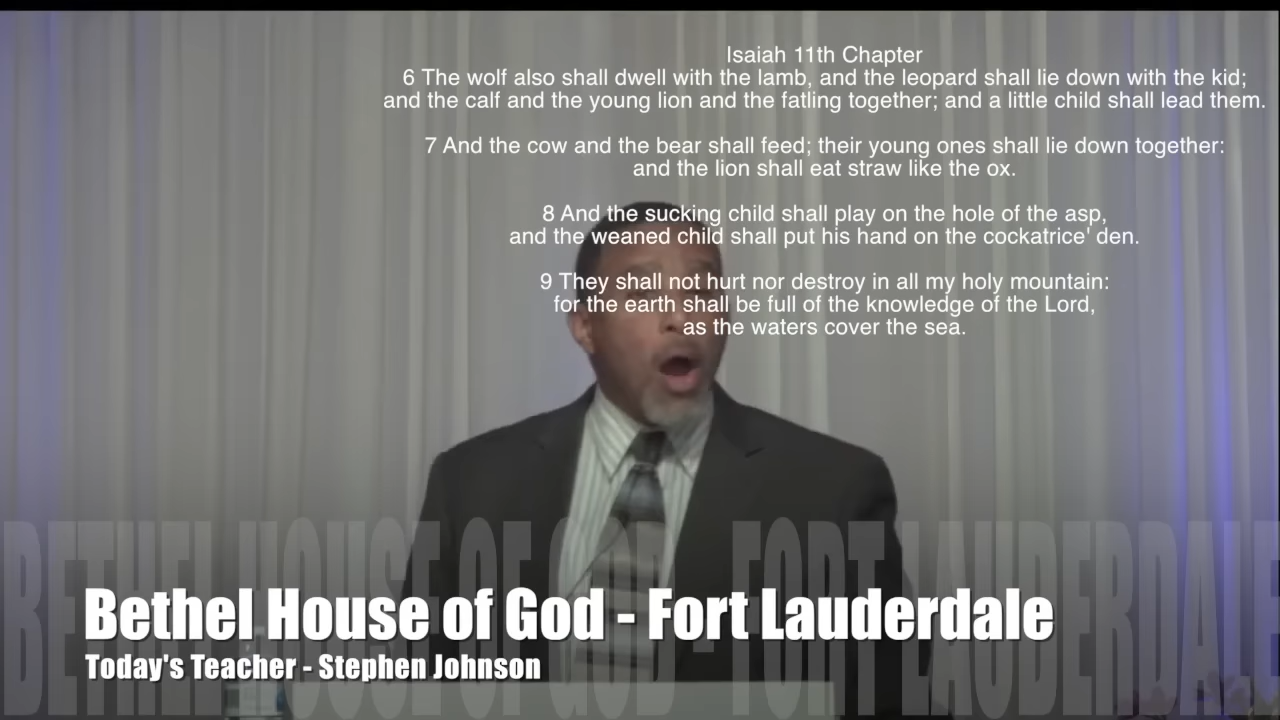 Isaiah 11th Chapter
6 The wolf also shall dwell with the lamb, and the leopard shall lie down with the kid;
and the calf and the young lion and the fatling together; and a little child shall lead them.
7 And the cow and the bear shall feed; their young ones shall lie down together:
and the lion shall eat straw like the ox.
8 And the sucking child shall play on the hole of the asp,
and the weaned child shall put his hand on the cockatrice' den.
9 They shall not hurt nor destroy in all my holy mountain:
for the earth shall be full of the knowledge of the Lord,
as the waters cover the sea.
BETHEL HOUSE OF GOD - FORT LAUDERDALE
Bethel House of God - Fort Lauderdale
Today's Teacher - Stephen Johnson